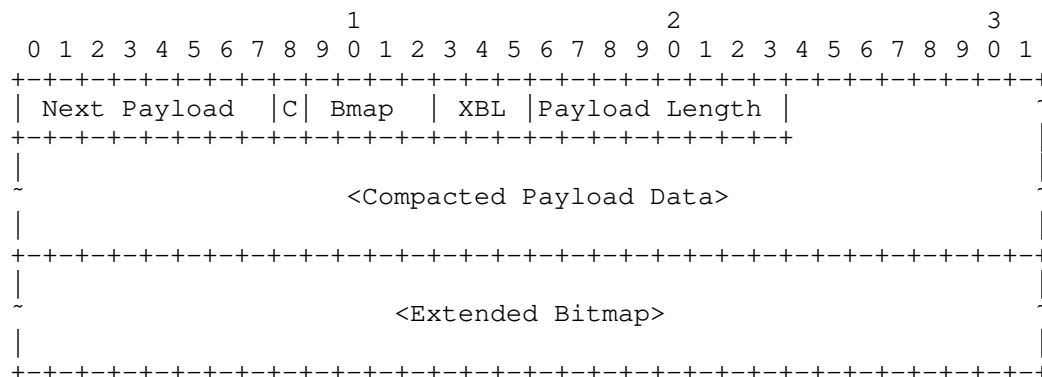 1                   2                   3
 0 1 2 3 4 5 6 7 8 9 0 1 2 3 4 5 6 7 8 9 0 1 2 3 4 5 6 7 8 9 0 1
+-+-+-+-+-+-+-+-+-+-+-+-+-+-+-+-+-+-+-+-+-+-+-+-+-+-+-+-+-+-+-+-+
| Next Payload  |C| Bmap  | XBL |Payload Length |               ~
+-+-+-+-+-+-+-+-+-+-+-+-+-+-+-+-+-+-+-+-+-+-+-+-+               |
|                                                               |
~                    <Compacted Payload Data>                   ~
|                                                               |
+-+-+-+-+-+-+-+-+-+-+-+-+-+-+-+-+-+-+-+-+-+-+-+-+-+-+-+-+-+-+-+-+
|                                                               |
~                       <Extended Bitmap>                       ~
|                                                               |
+-+-+-+-+-+-+-+-+-+-+-+-+-+-+-+-+-+-+-+-+-+-+-+-+-+-+-+-+-+-+-+-+